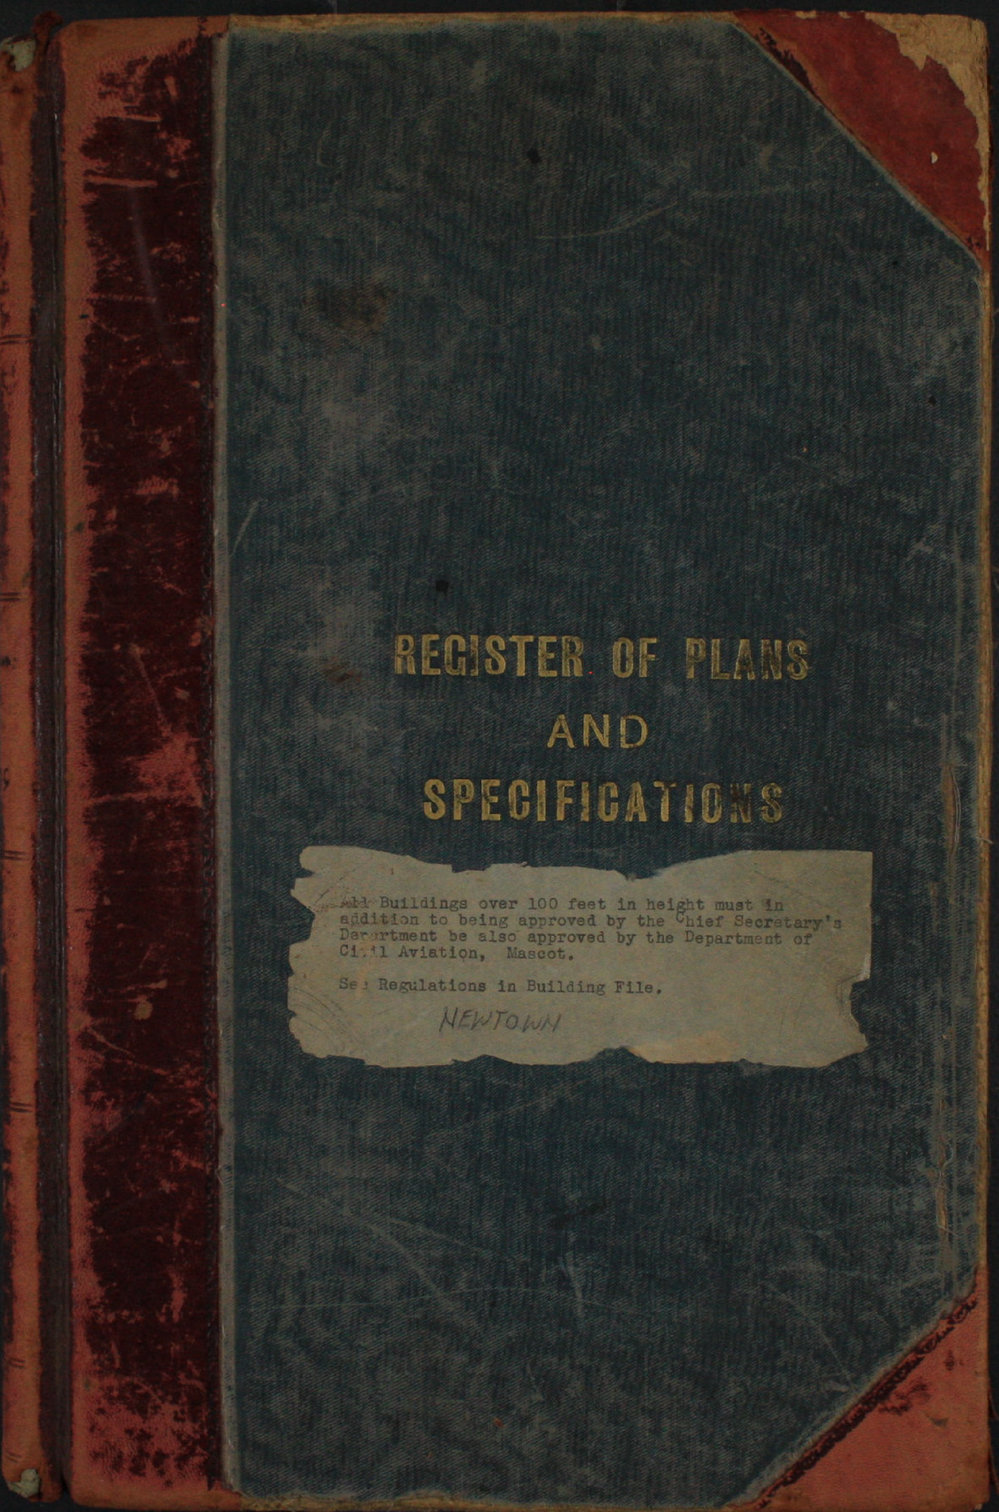 REGISTER OF PLANS
AND
SPECIFICATIONS
All Buildings over 100 feet in height must in
addition to being approved by the Chief Secretary's
Department be also approved by the Department of
Civil Aviation, Mascot.
See Regulations in Building File.
NEWTOWN